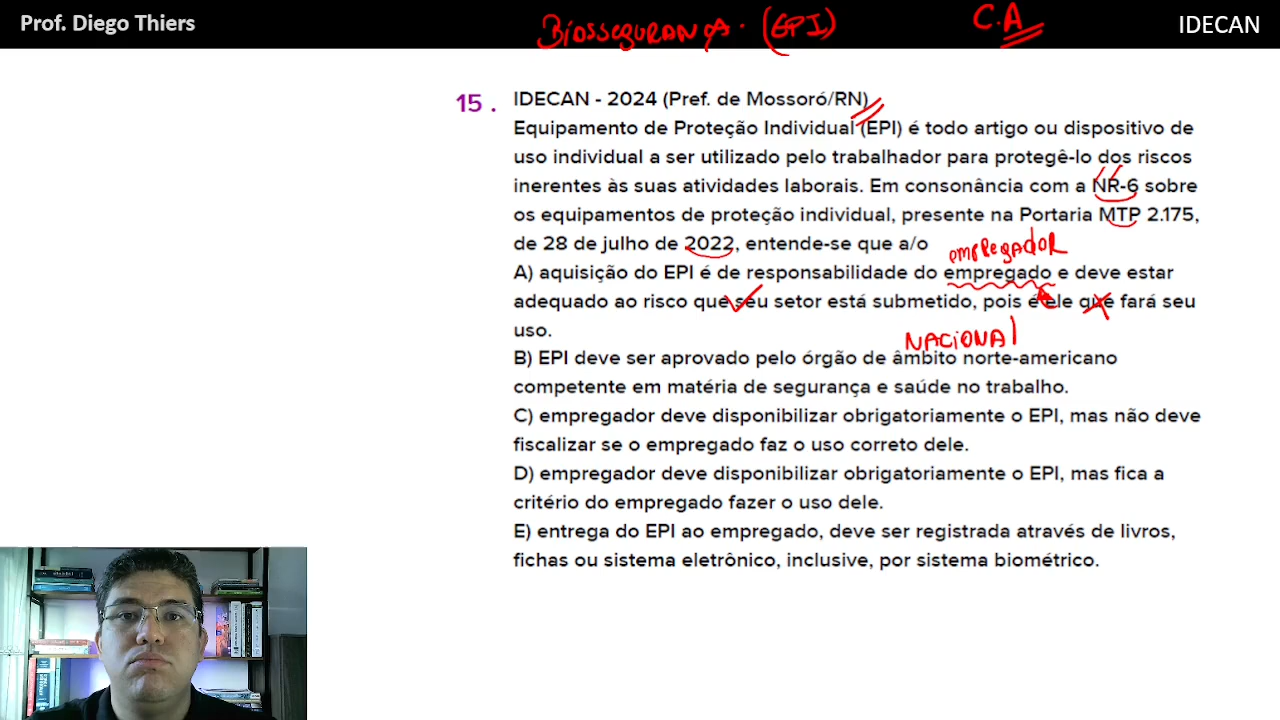 Prof. Diego Thiers
BIOSSEGURANÇA. (EPI)
C.A
IDECAN
15 .
IDECAN - 2024 (Pref. de Mossoró/RN)
Equipamento de Proteção Individual (EPI) é todo artigo ou dispositivo de
uso individual a ser utilizado pelo trabalhador para protegê-lo dos riscos
inerentes às suas atividades laborais. Em consonância com a NR-6 sobre
os equipamentos de proteção individual, presente na Portaria MTP 2.175,
de 28 de julho de 2022, entende-se que a/o
empregador
A) aquisição do EPI é de responsabilidade do empregado e deve estar
adequado ao risco que seu setor está submetido, pois é ele que fará seu
uso.
NACIONAL
B) EPI deve ser aprovado pelo órgão de âmbito norte-americano
competente em matéria de segurança e saúde no trabalho.
C) empregador deve disponibilizar obrigatoriamente o EPI, mas não deve
fiscalizar se o empregado faz o uso correto dele.
D) empregador deve disponibilizar obrigatoriamente o EPI, mas fica a
critério do empregado fazer o uso dele.
E) entrega do EPI ao empregado, deve ser registrada através de livros,
fichas ou sistema eletrônico, inclusive, por sistema biométrico.